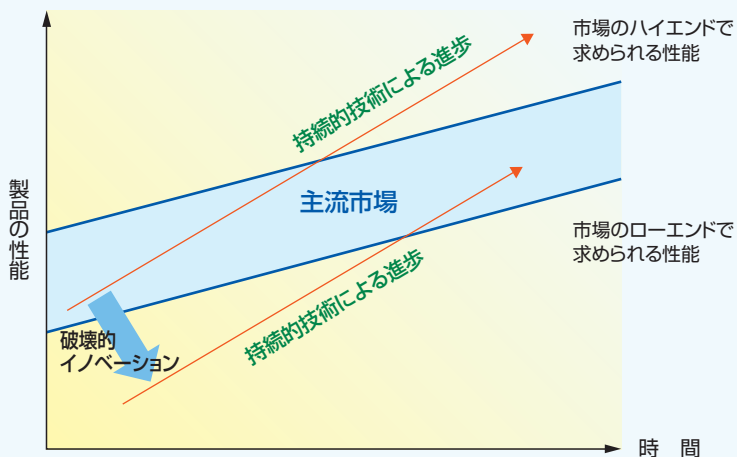 市場のハイエンドで
求められる性能
持続的技術による進歩
主流市場
製品の性能
市場のローエンドで
求められる性能
持続的技術による進歩
破壊的
イノベーション
時　間